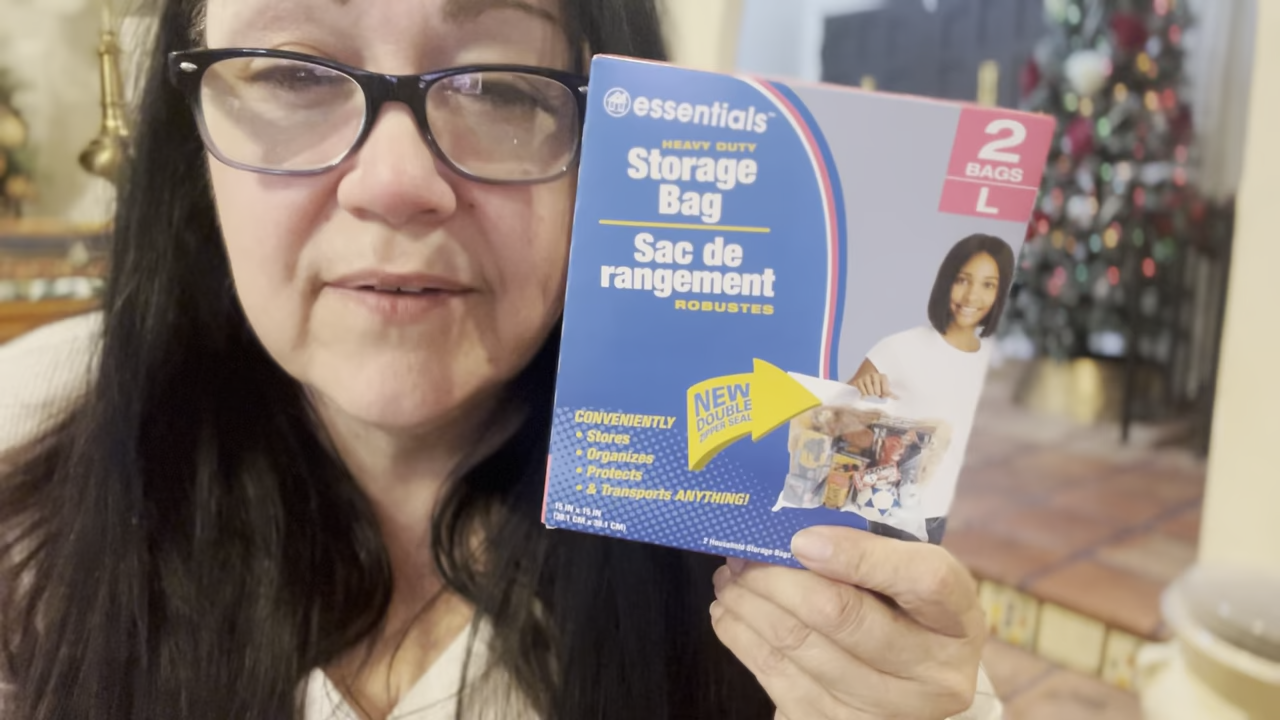 essentials™
HEAVY DUTY
Storage
Bag
Sac de
rangement
ROBUSTES
2
BAGS
L
NEW
DOUBLE
ZIPPER SEAL
CONVENIENTLY
• Stores
• Organizes
• Protects
• & Transports ANYTHING!
15 IN x 15 IN
(38.1 CM x 38.1 CM)
2 Household Storage Bags